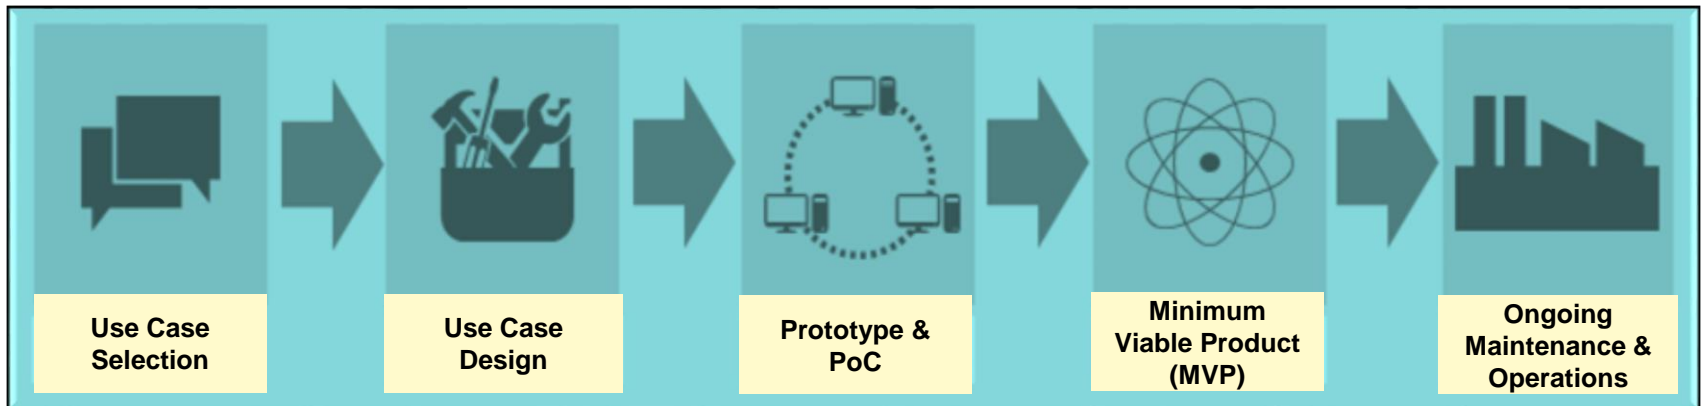 Use Case
Selection
Use Case
Design
Prototype &
PoC
Minimum
Viable Product
(MVP)
Ongoing
Maintenance &
Operations